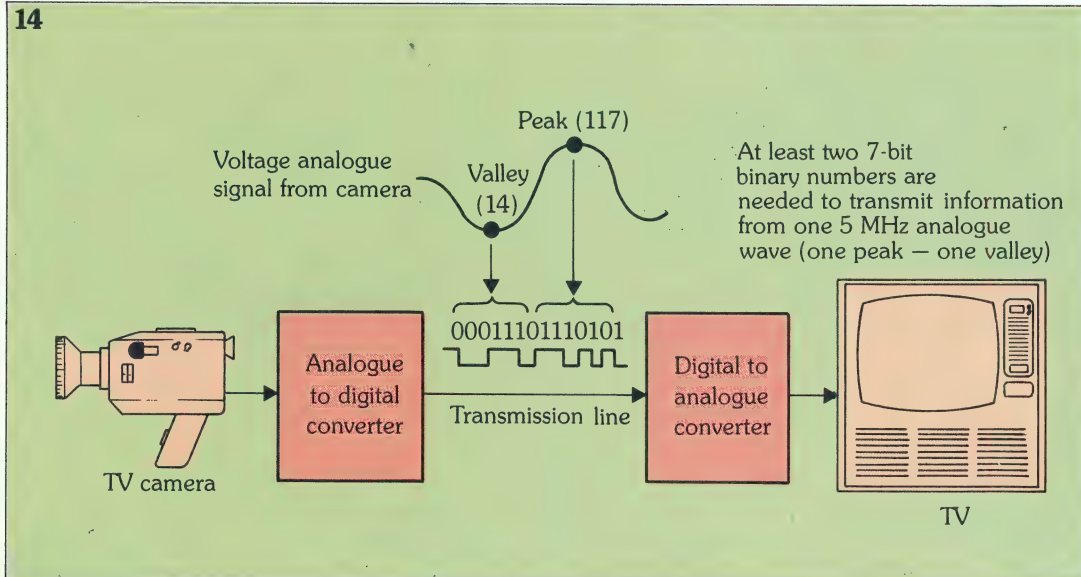 14
Peak (117)
Voltage analogue
signal from camera
Valley
(14)
At least two 7-bit
binary numbers are
needed to transmit information
from one 5 MHz analogue
wave (one peak — one valley)
00011101110101
Analogue
to digital
converter
Transmission line
Digital to
analogue
converter
TV camera
TV